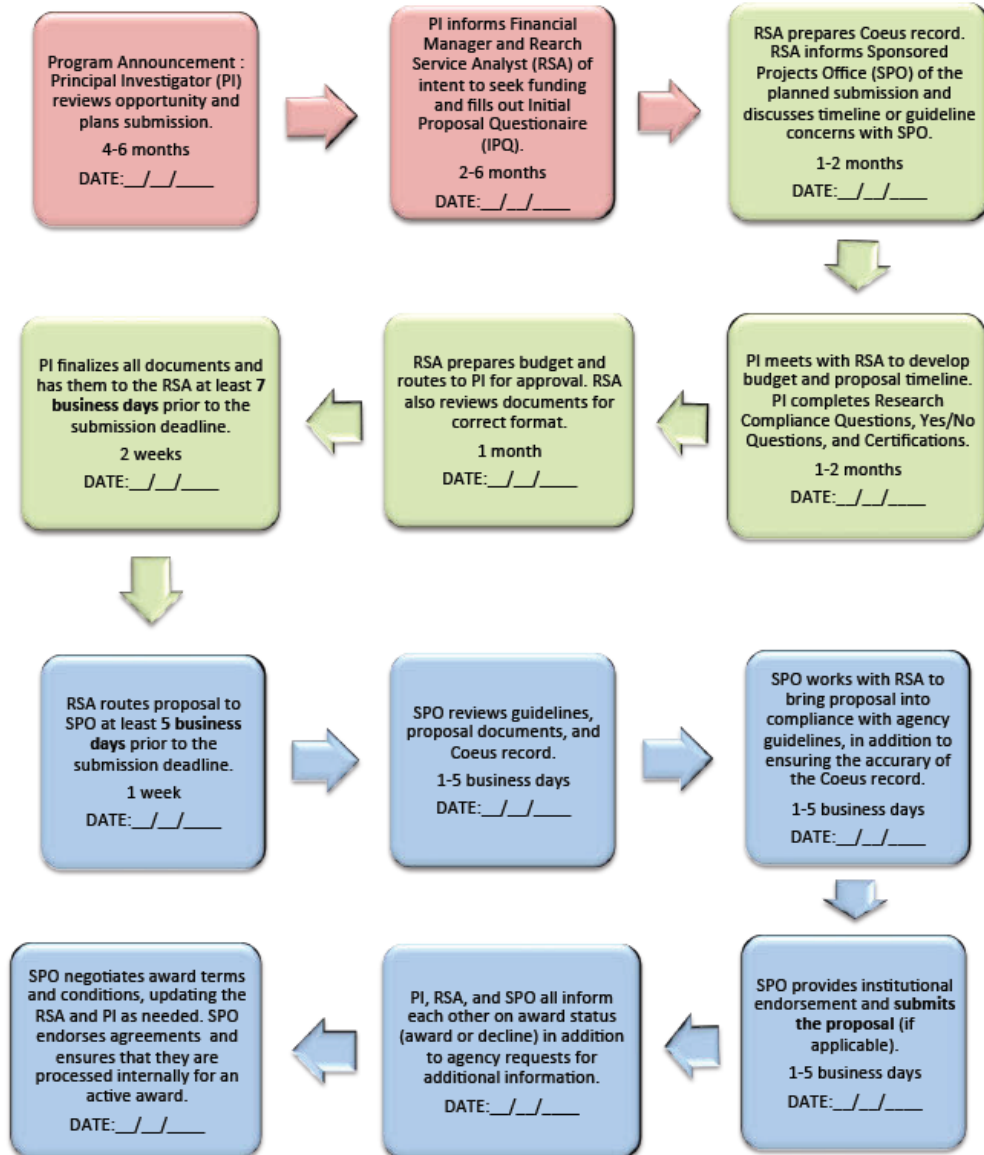 Program Announcement :
Principal Investigator (PI)
reviews opportunity and
plans submission.
4-6 months
DATE:__/__/____
PI informs Financial
Manager and Rearch
Service Analyst (RSA) of
intent to seek funding
and fills out Initial
Proposal Questionaire
(IPQ).
2-6 months
DATE:__/__/____
RSA prepares Coeus record.
RSA informs Sponsored
Projects Office (SPO) of the
planned submission and
discusses timeline or guideline
concerns with SPO.
1-2 months
DATE:__/__/____
PI meets with RSA to develop
budget and proposal timeline.
PI completes Research
Compliance Questions, Yes/No
Questions, and Certifications.
1-2 months
DATE:__/__/____
RSA prepares budget and
routes to PI for approval. RSA
also reviews documents for
correct format.
1 month
DATE:__/__/____
PI finalizes all documents and
has them to the RSA at least 7
business days prior to the
submission deadline.
2 weeks
DATE:__/__/____
RSA routes proposal to
SPO at least 5 business
days prior to the
submission deadline.
1 week
DATE:__/__/____
SPO reviews guidelines,
proposal documents, and
Coeus record.
1-5 business days
DATE:__/__/____
SPO works with RSA to
bring proposal into
compliance with agency
guidelines, in addition to
ensuring the accurary of
the Coeus record.
1-5 business days
DATE:__/__/____
SPO provides institutional
endorsement and submits
the proposal (if
applicable).
1-5 business days
DATE:__/__/____
PI, RSA, and SPO all inform
each other on award status
(award or decline) in addition
to agency requests for
additional information.
DATE:__/__/____
SPO negotiates award terms
and conditions, updating the
RSA and PI as needed. SPO
endorses agreements and
ensures that they are
processed internally for an
active award.
DATE:__/__/____